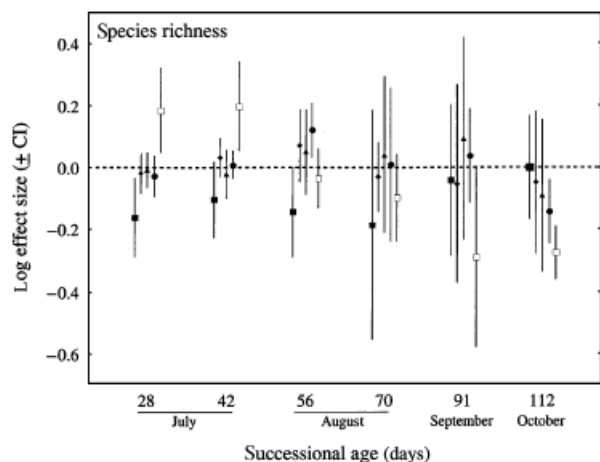 Species richness
0.4
0.2
0.0
−0.2
−0.4
−0.6
Log effect size (± CI)
28 42 56 70 91 112
July August September October
Successional age (days)